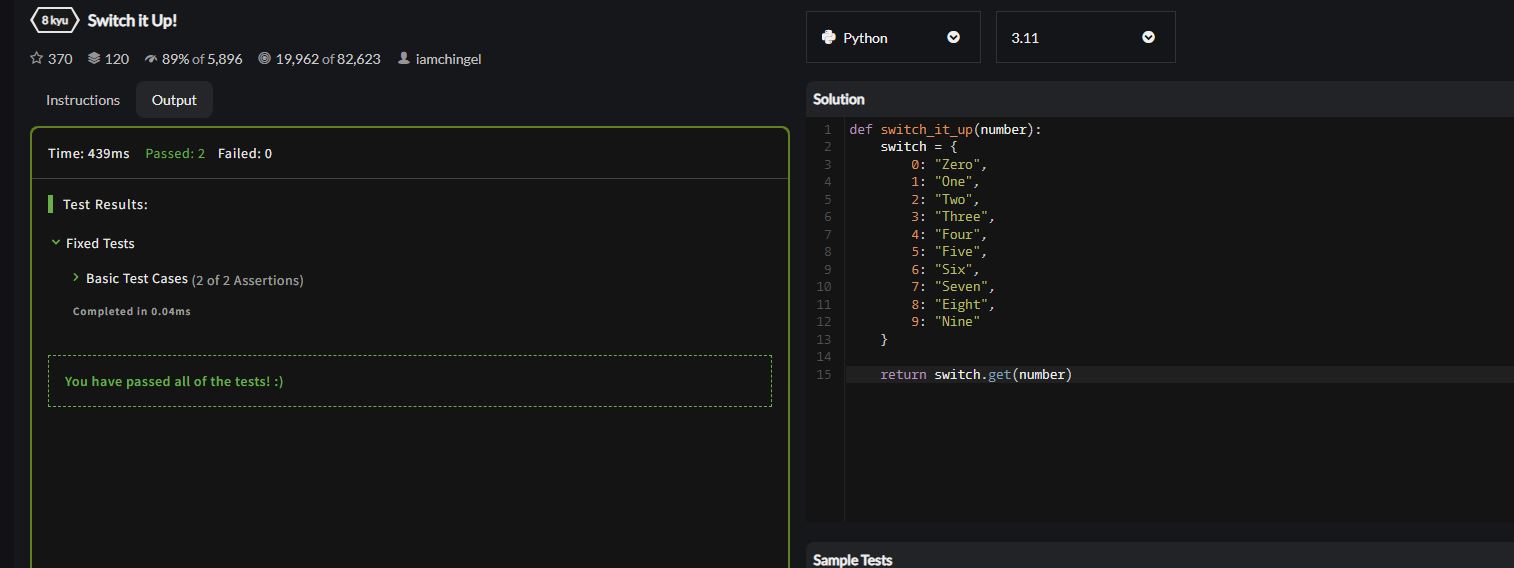 8 kyu Switch it Up!
370 120 89% of 5,896 19,962 of 82,623 iamchingel
Instructions Output
Time: 439ms Passed: 2 Failed: 0
Test Results:
Fixed Tests
Basic Test Cases (2 of 2 Assertions)
Completed in 0.04ms
You have passed all of the tests! :)
Python 3.11
Solution
1 def switch_it_up(number):
2     switch = {
3         0: "Zero",
4         1: "One",
5         2: "Two",
6         3: "Three",
7         4: "Four",
8         5: "Five",
9         6: "Six",
10         7: "Seven",
11         8: "Eight",
12         9: "Nine"
13     }
14
15     return switch.get(number)
Sample Tests